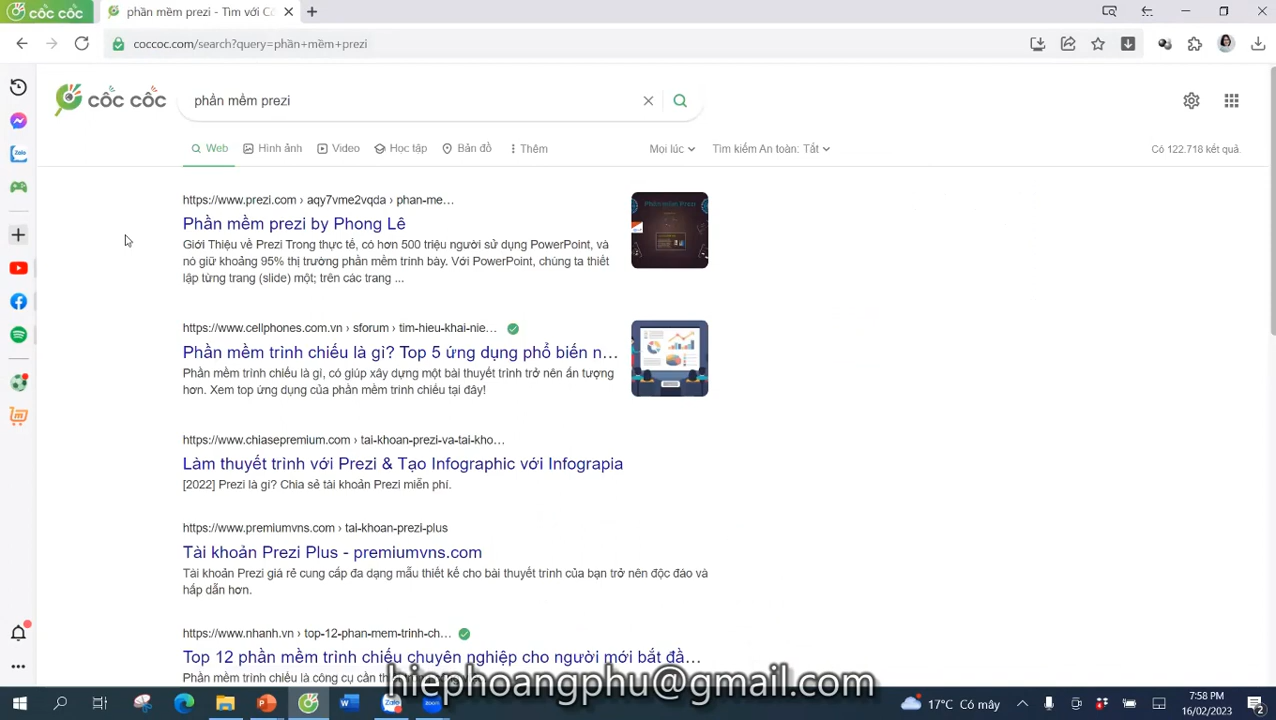 cốc cốc
phần mềm prezi - Tìm với Cố
coccoc.com/search?query=phần+mềm+prezi
cốc cốc
phần mềm prezi
Web
Hình ảnh
Video
Học tập
Bản đồ
Thêm
Mọi lúc
Tìm kiếm An toàn: Tắt
Có 122.718 kết quả.
https://www.prezi.com › aqy7vme2vqda › phan-me…
Phần mềm prezi by Phong Lê
Giới Thiệu về Prezi Trong thực tế, có hơn 500 triệu người sử dụng PowerPoint, và
nó giữ khoảng 95% thị trường phần mềm trình bày. Với PowerPoint, chúng ta thiết
lập từng trang (slide) một; trên các trang ...
https://www.cellphones.com.vn › sforum › tim-hieu-khai-nie…
Phần mềm trình chiếu là gì? Top 5 ứng dụng phổ biến n…
Phần mềm trình chiếu là gì, có giúp xây dựng một bài thuyết trình trở nên ấn tượng
hơn. Xem top ứng dụng của phần mềm trình chiếu tại đây!
https://www.chiasepremium.com › tai-khoan-prezi-va-tai-kho…
Làm thuyết trình với Prezi & Tạo Infographic với Infograpia
[2022] Prezi là gì? Chia sẻ tài khoản Prezi miễn phí.
https://www.premiumvns.com › tai-khoan-prezi-plus
Tài khoản Prezi Plus - premiumvns.com
Tài khoản Prezi giá rẻ cung cấp đa dạng mẫu thiết kế cho bài thuyết trình của bạn trở nên độc đáo và
hấp dẫn hơn.
https://www.nhanh.vn › top-12-phan-mem-trinh-ch…
Top 12 phần mềm trình chiếu chuyên nghiệp cho người mới bắt đầ…
Phần mềm trình chiếu là công cụ cần th
hiephoangphu@gmail.com
17°C Có mây
7:58 PM
16/02/2023
2